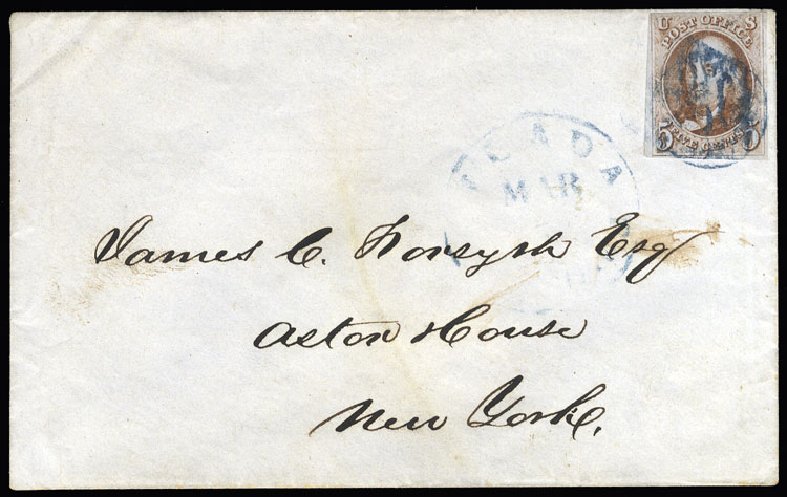 U S
POST OFFICE
FIVE CENTS
5 5
MAR
James C. Forsyth Esq
Astor House
New York.